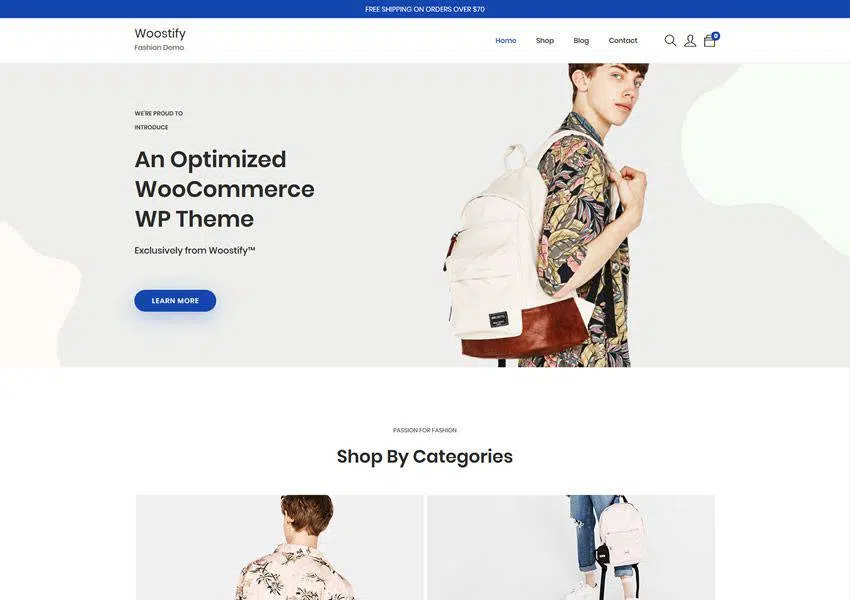 FREE SHIPPING ON ORDERS OVER $70
Woostify
Fashion Demo
Home Shop Blog Contact
0
WE'RE PROUD TO
INTRODUCE
An Optimized
WooCommerce
WP Theme
Exclusively from Woostify™
LEARN MORE
PASSION FOR FASHION
Shop By Categories